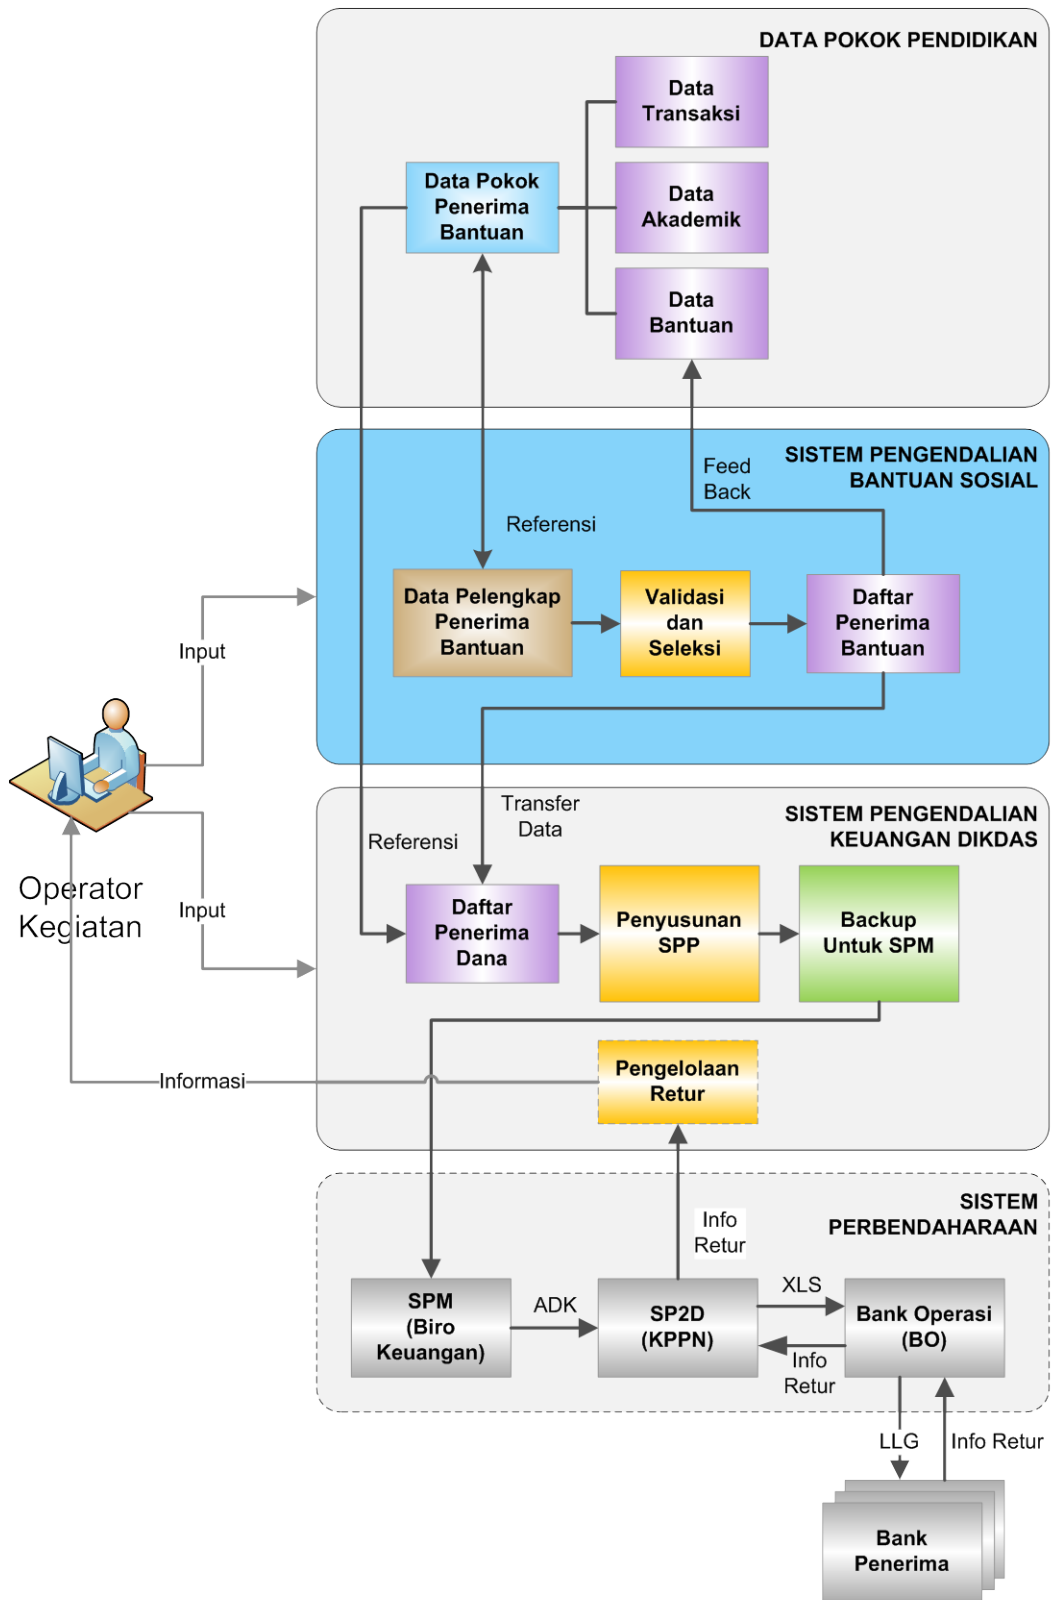 DATA POKOK PENDIDIKAN
Data
Transaksi
Data Pokok
Penerima
Bantuan
Data
Akademik
Data
Bantuan
SISTEM PENGENDALIAN
BANTUAN SOSIAL
Feed
Back
Referensi
Data Pelengkap
Penerima
Bantuan
Validasi
dan
Seleksi
Daftar
Penerima
Bantuan
Input
Operator
Kegiatan
Input
SISTEM PENGENDALIAN
KEUANGAN DIKDAS
Transfer
Data
Referensi
Daftar
Penerima
Dana
Penyusunan
SPP
Backup
Untuk SPM
Pengelolaan
Retur
Informasi
SISTEM
PERBENDAHARAAN
Info
Retur
SPM
(Biro
Keuangan)
ADK
SP2D
(KPPN)
XLS
Info
Retur
Bank Operasi
(BO)
LLG
Info Retur
Bank
Penerima